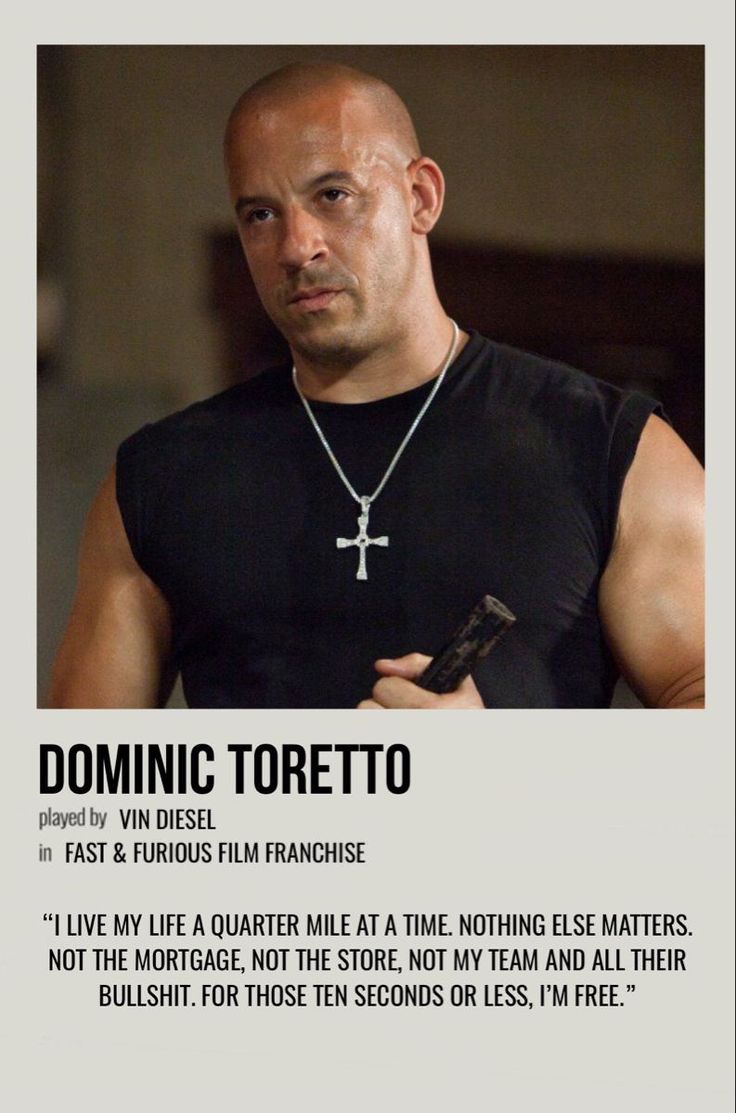 DOMINIC TORETTO
played by VIN DIESEL
in FAST & FURIOUS FILM FRANCHISE
“I LIVE MY LIFE A QUARTER MILE AT A TIME. NOTHING ELSE MATTERS.
NOT THE MORTGAGE, NOT THE STORE, NOT MY TEAM AND ALL THEIR
BULLSHIT. FOR THOSE TEN SECONDS OR LESS, I’M FREE.”